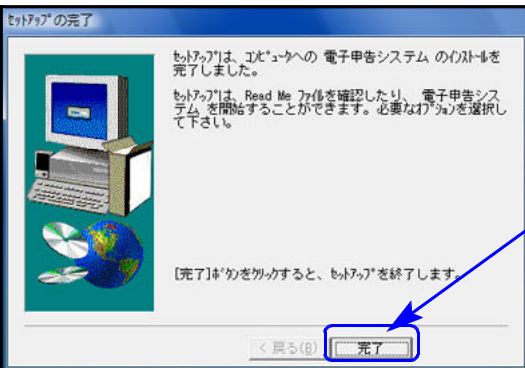 ｾｯﾄｱｯﾌﾟの完了
ｾｯﾄｱｯﾌﾟは、ｺﾝﾋﾟｭｰﾀへの 電子申告システム のｲﾝｽﾄｰﾙを
完了しました。
ｾｯﾄｱｯﾌﾟは、Read Me ﾌｧｲﾙを確認したり、 電子申告シス
テム を開始することができます。必要なｵﾌﾟｼｮﾝを選択し
て下さい。
[完了]ﾎﾞﾀﾝをｸﾘｯｸすると、ｾｯﾄｱｯﾌﾟを終了します。
< 戻る(B)
完了